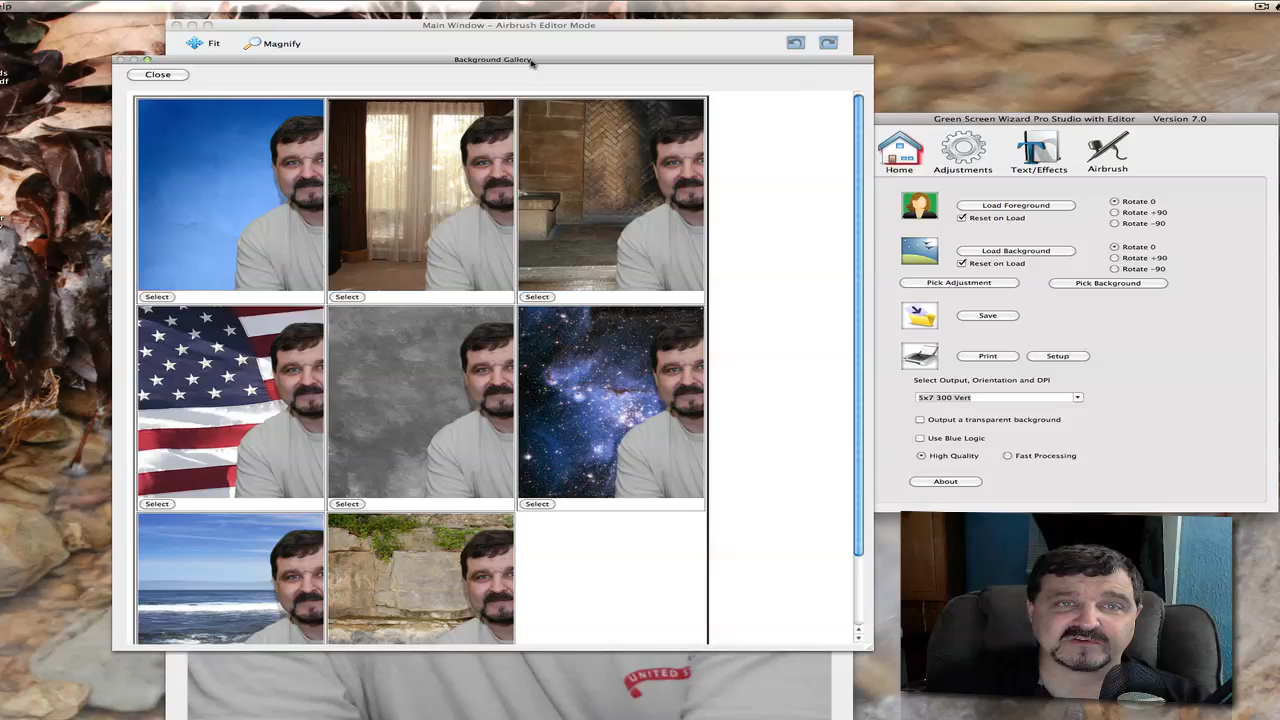 elp
Main Window – Airbrush Editor Mode
Fit
Magnify
Background Gallery
Close
ds
df
Select
Select
Select
Select
Select
Select
UNITED S
Green Screen Wizard Pro Studio with Editor Version 7.0
Home
Adjustments
Text/Effects
Airbrush
Load Foreground
Reset on Load
Rotate 0
Rotate +90
Rotate -90
Load Background
Reset on Load
Rotate 0
Rotate +90
Rotate -90
Pick Adjustment
Pick Background
Save
Print
Setup
Select Output, Orientation and DPI
5x7 300 Vert
Output a transparent background
Use Blue Logic
High Quality
Fast Processing
About